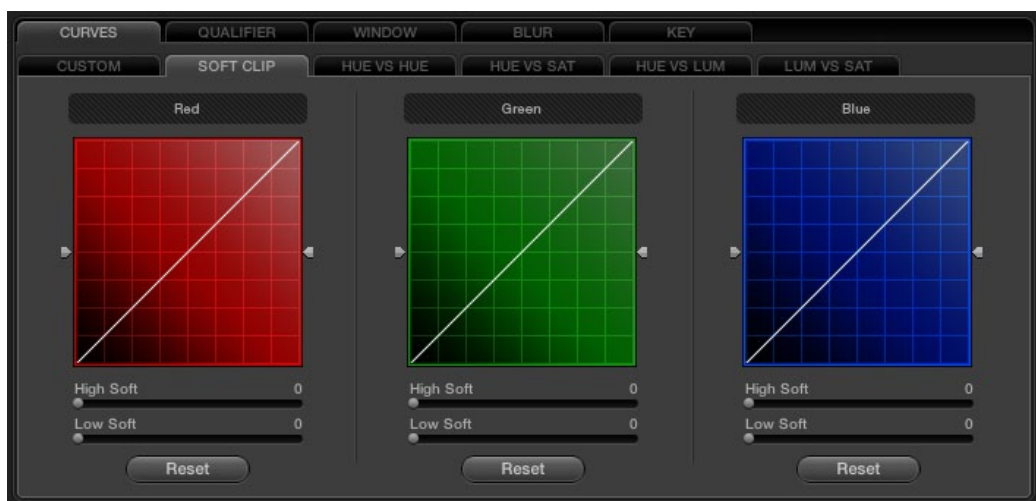 CURVES QUALIFIER WINDOW BLUR KEY
CUSTOM SOFT CLIP HUE VS HUE HUE VS SAT HUE VS LUM LUM VS SAT
Red Green Blue
High Soft 0 High Soft 0 High Soft 0
Low Soft 0 Low Soft 0 Low Soft 0
Reset Reset Reset